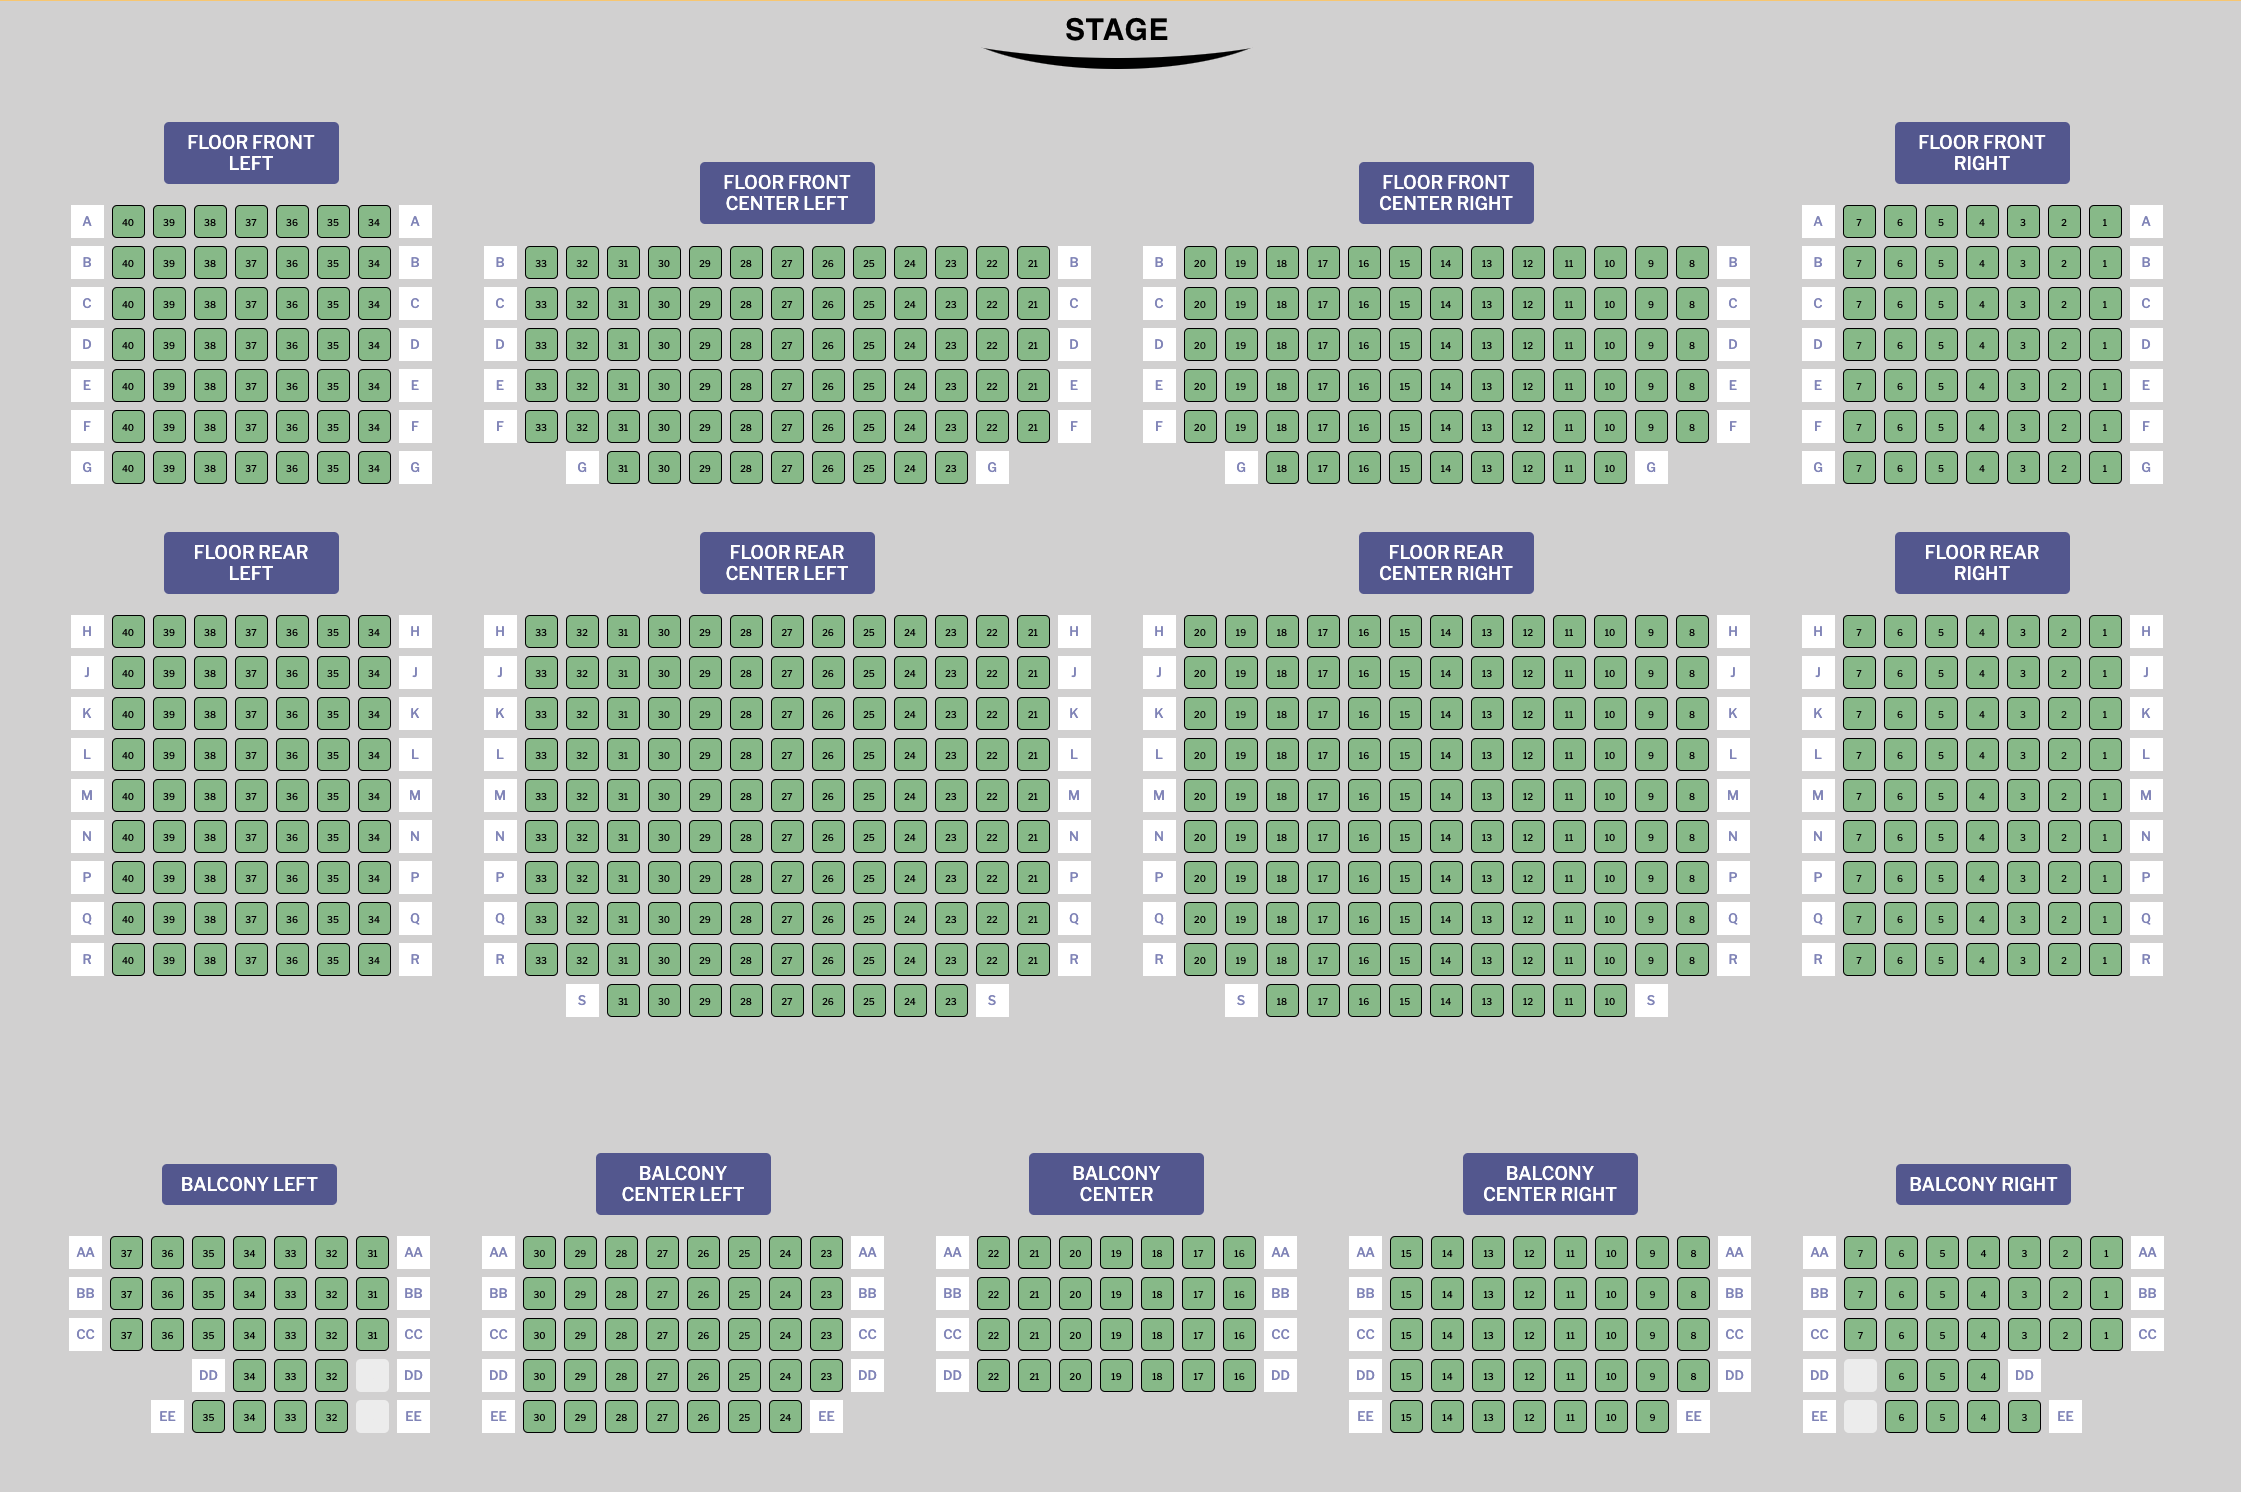 STAGE
FLOOR FRONT
LEFT
FLOOR FRONT
CENTER LEFT
FLOOR FRONT
CENTER RIGHT
FLOOR FRONT
RIGHT
A 40 39 38 37 36 35 34 A A 7 6 5 4 3 2 1 A
B 40 39 38 37 36 35 34 B B 33 32 31 30 29 28 27 26 25 24 23 22 21 B B 20 19 18 17 16 15 14 13 12 11 10 9 8 B B 7 6 5 4 3 2 1 B
C 40 39 38 37 36 35 34 C C 33 32 31 30 29 28 27 26 25 24 23 22 21 C C 20 19 18 17 16 15 14 13 12 11 10 9 8 C C 7 6 5 4 3 2 1 C
D 40 39 38 37 36 35 34 D D 33 32 31 30 29 28 27 26 25 24 23 22 21 D D 20 19 18 17 16 15 14 13 12 11 10 9 8 D D 7 6 5 4 3 2 1 D
E 40 39 38 37 36 35 34 E E 33 32 31 30 29 28 27 26 25 24 23 22 21 E E 20 19 18 17 16 15 14 13 12 11 10 9 8 E E 7 6 5 4 3 2 1 E
F 40 39 38 37 36 35 34 F F 33 32 31 30 29 28 27 26 25 24 23 22 21 F F 20 19 18 17 16 15 14 13 12 11 10 9 8 F F 7 6 5 4 3 2 1 F
G 40 39 38 37 36 35 34 G G 31 30 29 28 27 26 25 24 23 G G 18 17 16 15 14 13 12 11 10 G G 7 6 5 4 3 2 1 G
FLOOR REAR
LEFT
FLOOR REAR
CENTER LEFT
FLOOR REAR
CENTER RIGHT
FLOOR REAR
RIGHT
H 40 39 38 37 36 35 34 H H 33 32 31 30 29 28 27 26 25 24 23 22 21 H H 20 19 18 17 16 15 14 13 12 11 10 9 8 H H 7 6 5 4 3 2 1 H
J 40 39 38 37 36 35 34 J J 33 32 31 30 29 28 27 26 25 24 23 22 21 J J 20 19 18 17 16 15 14 13 12 11 10 9 8 J J 7 6 5 4 3 2 1 J
K 40 39 38 37 36 35 34 K K 33 32 31 30 29 28 27 26 25 24 23 22 21 K K 20 19 18 17 16 15 14 13 12 11 10 9 8 K K 7 6 5 4 3 2 1 K
L 40 39 38 37 36 35 34 L L 33 32 31 30 29 28 27 26 25 24 23 22 21 L L 20 19 18 17 16 15 14 13 12 11 10 9 8 L L 7 6 5 4 3 2 1 L
M 40 39 38 37 36 35 34 M M 33 32 31 30 29 28 27 26 25 24 23 22 21 M M 20 19 18 17 16 15 14 13 12 11 10 9 8 M M 7 6 5 4 3 2 1 M
N 40 39 38 37 36 35 34 N N 33 32 31 30 29 28 27 26 25 24 23 22 21 N N 20 19 18 17 16 15 14 13 12 11 10 9 8 N N 7 6 5 4 3 2 1 N
P 40 39 38 37 36 35 34 P P 33 32 31 30 29 28 27 26 25 24 23 22 21 P P 20 19 18 17 16 15 14 13 12 11 10 9 8 P P 7 6 5 4 3 2 1 P
Q 40 39 38 37 36 35 34 Q Q 33 32 31 30 29 28 27 26 25 24 23 22 21 Q Q 20 19 18 17 16 15 14 13 12 11 10 9 8 Q Q 7 6 5 4 3 2 1 Q
R 40 39 38 37 36 35 34 R R 33 32 31 30 29 28 27 26 25 24 23 22 21 R R 20 19 18 17 16 15 14 13 12 11 10 9 8 R R 7 6 5 4 3 2 1 R
S 31 30 29 28 27 26 25 24 23 S S 18 17 16 15 14 13 12 11 10 S
BALCONY LEFT
BALCONY
CENTER LEFT
BALCONY
CENTER
BALCONY
CENTER RIGHT
BALCONY RIGHT
AA 37 36 35 34 33 32 31 AA AA 30 29 28 27 26 25 24 23 AA AA 22 21 20 19 18 17 16 AA AA 15 14 13 12 11 10 9 8 AA AA 7 6 5 4 3 2 1 AA
BB 37 36 35 34 33 32 31 BB BB 30 29 28 27 26 25 24 23 BB BB 22 21 20 19 18 17 16 BB BB 15 14 13 12 11 10 9 8 BB BB 7 6 5 4 3 2 1 BB
CC 37 36 35 34 33 32 31 CC CC 30 29 28 27 26 25 24 23 CC CC 22 21 20 19 18 17 16 CC CC 15 14 13 12 11 10 9 8 CC CC 7 6 5 4 3 2 1 CC
DD 34 33 32 DD DD 30 29 28 27 26 25 24 23 DD DD 22 21 20 19 18 17 16 DD DD 15 14 13 12 11 10 9 8 DD DD 6 5 4 DD
EE 35 34 33 32 EE EE 30 29 28 27 26 25 24 EE EE 15 14 13 12 11 10 9 EE EE 6 5 4 3 EE